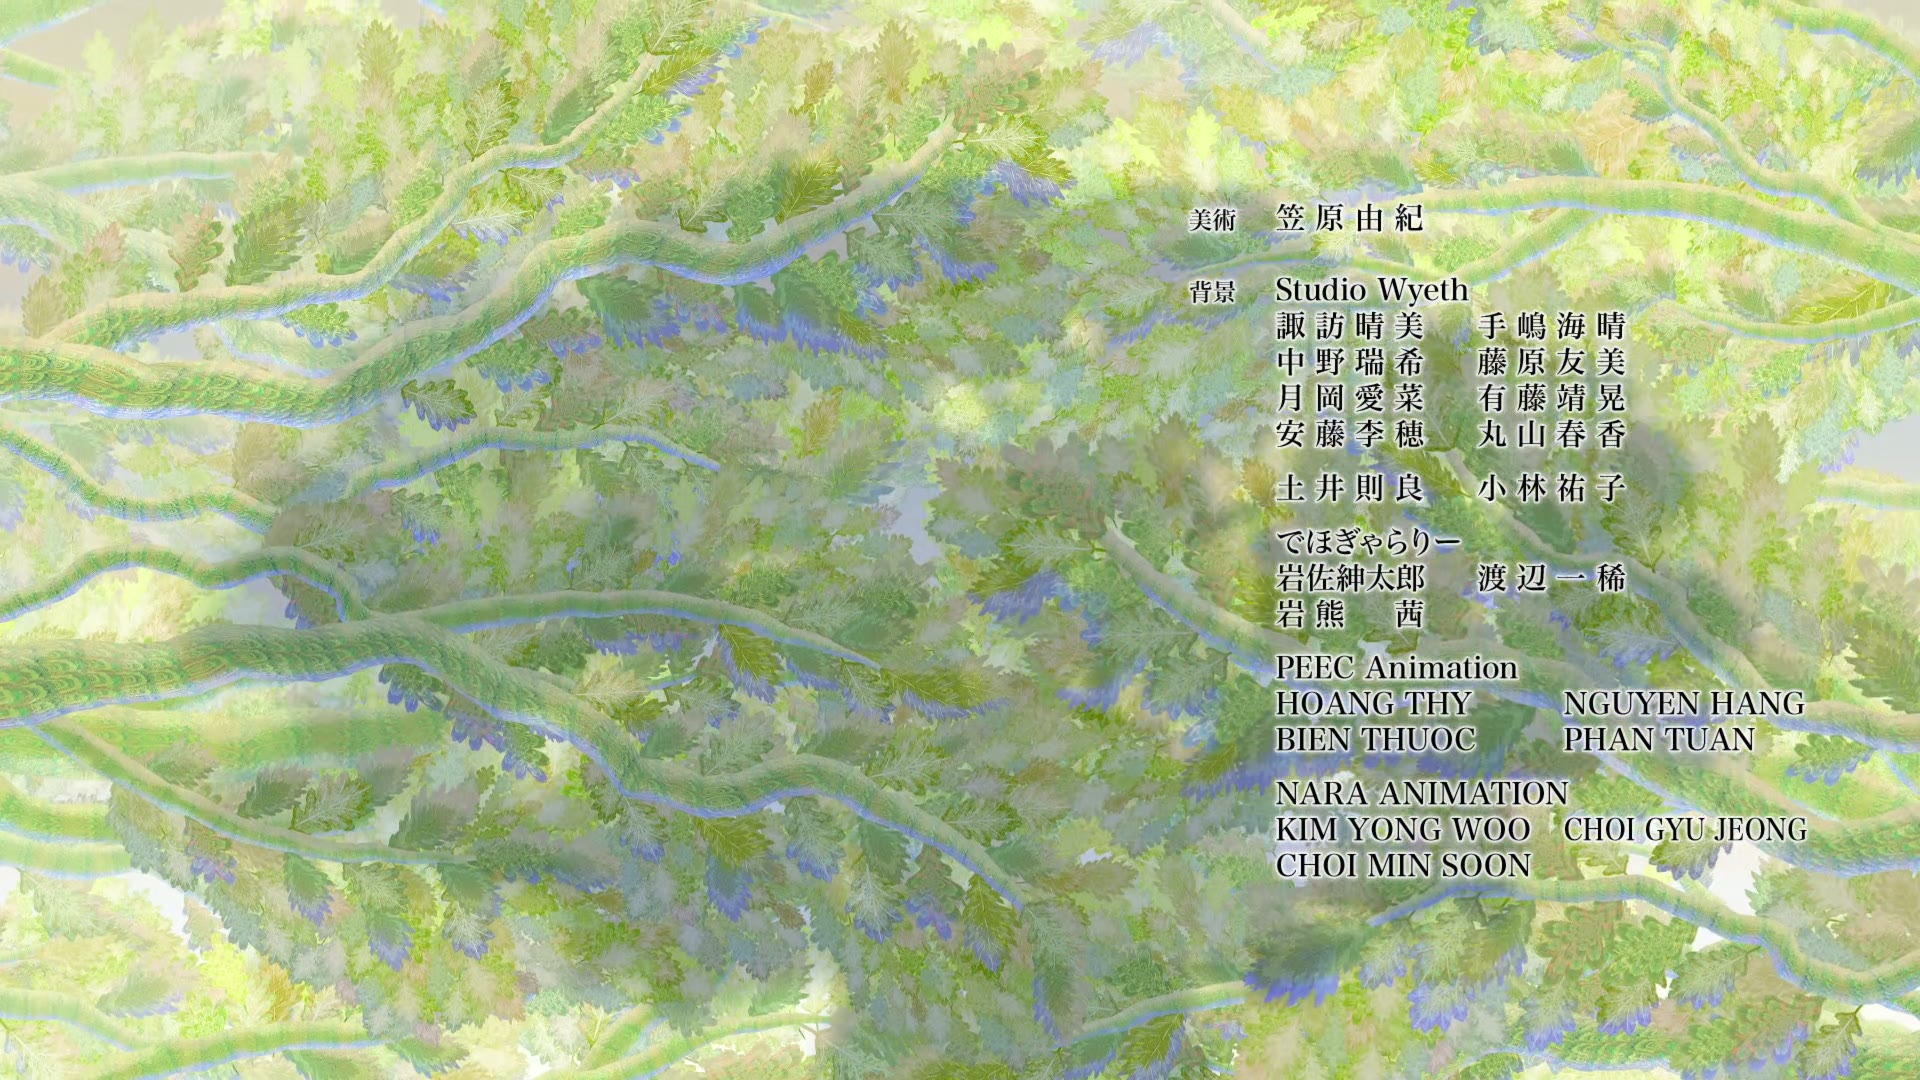 美術 笠原由紀
背景 Studio Wyeth
諏訪晴美 手嶋海晴
中野瑞希 藤原友美
月岡愛菜 有藤靖晃
安藤李穂 丸山春香
土井則良 小林祐子
でほぎゃらりー
岩佐紳太郎 渡辺一稀
岩熊 茜
PEEC Animation
HOANG THY NGUYEN HANG
BIEN THUOC PHAN TUAN
NARA ANIMATION
KIM YONG WOO CHOI GYU JEONG
CHOI MIN SOON